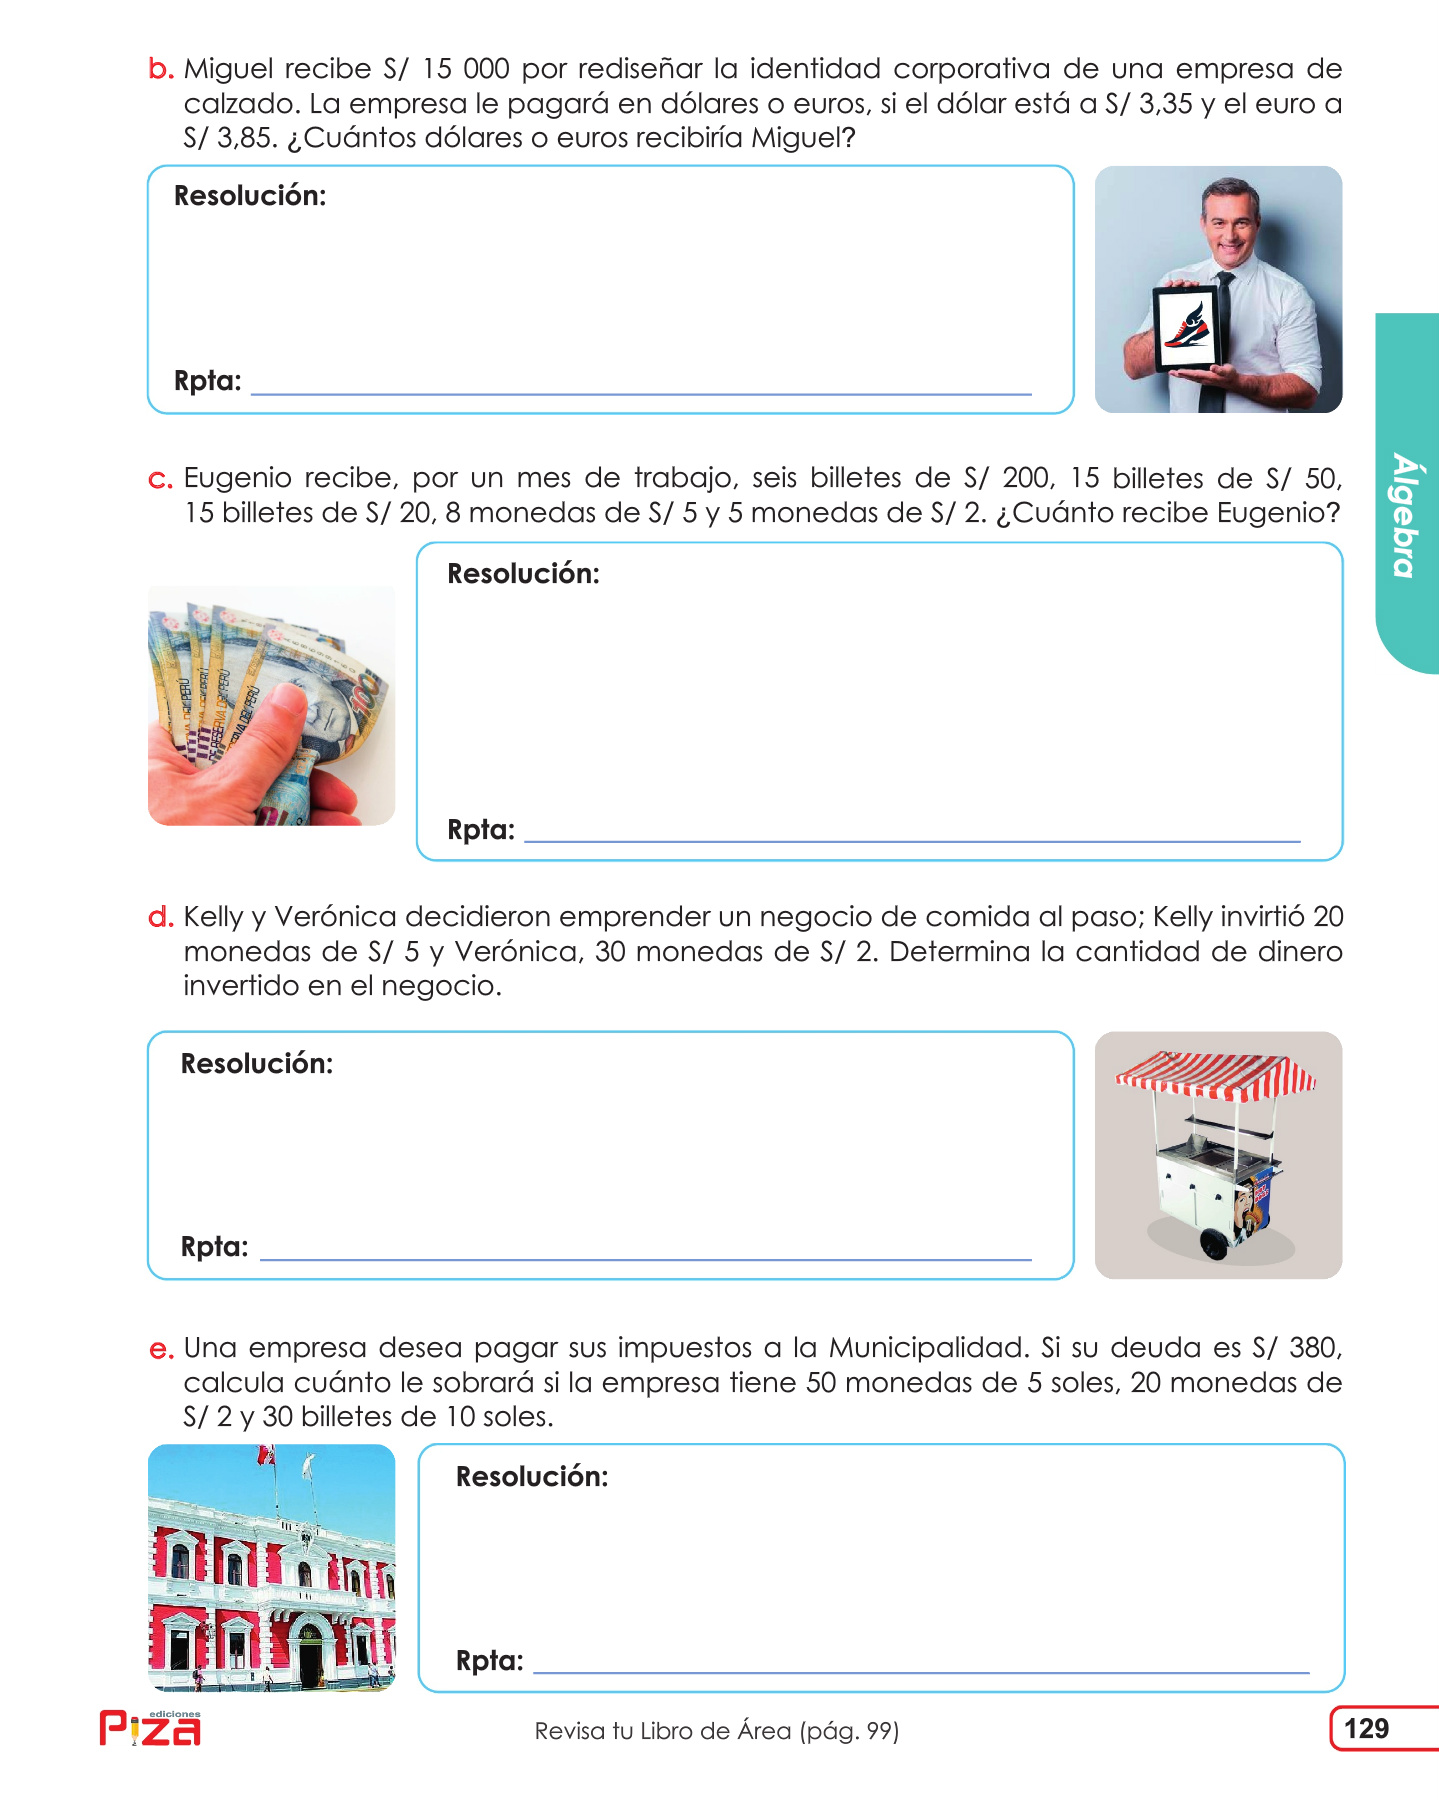 b. Miguel recibe S/ 15 000 por rediseñar la identidad corporativa de una empresa de
calzado. La empresa le pagará en dólares o euros, si el dólar está a S/ 3,35 y el euro a
S/ 3,85. ¿Cuántos dólares o euros recibiría Miguel?
Resolución:
Rpta:
c. Eugenio recibe, por un mes de trabajo, seis billetes de S/ 200, 15 billetes de S/ 50,
15 billetes de S/ 20, 8 monedas de S/ 5 y 5 monedas de S/ 2. ¿Cuánto recibe Eugenio?
Resolución:
Rpta:
Álgebra
d. Kelly y Verónica decidieron emprender un negocio de comida al paso; Kelly invirtió 20
monedas de S/ 5 y Verónica, 30 monedas de S/ 2. Determina la cantidad de dinero
invertido en el negocio.
Resolución:
Rpta:
e. Una empresa desea pagar sus impuestos a la Municipalidad. Si su deuda es S/ 380,
calcula cuánto le sobrará si la empresa tiene 50 monedas de 5 soles, 20 monedas de
S/ 2 y 30 billetes de 10 soles.
Resolución:
Rpta:
ediciones
Piza
Revisa tu Libro de Área (pág. 99)
129